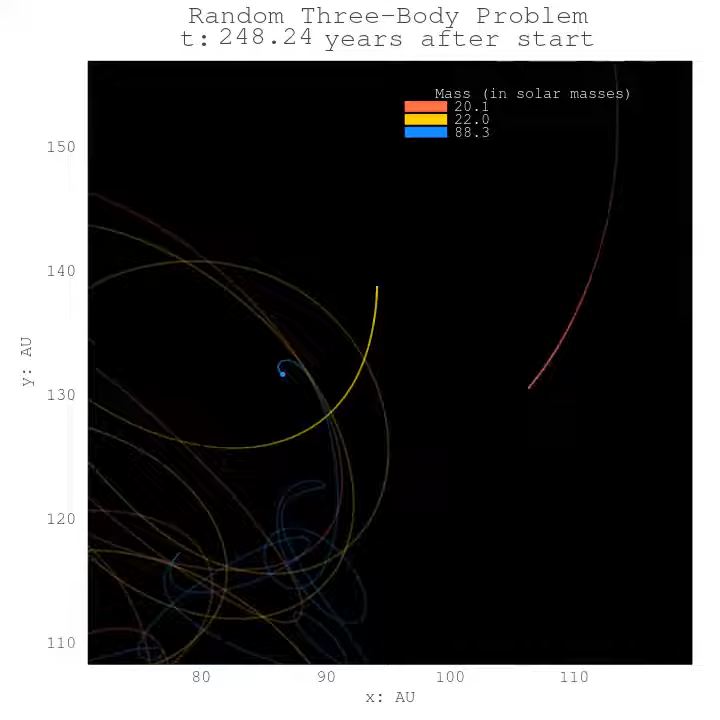 Random Three-Body Problem
t: 248.24 years after start
Mass (in solar masses)
20.1
22.0
88.3
150
140
130
120
110
y: AU
80 90 100 110
x: AU